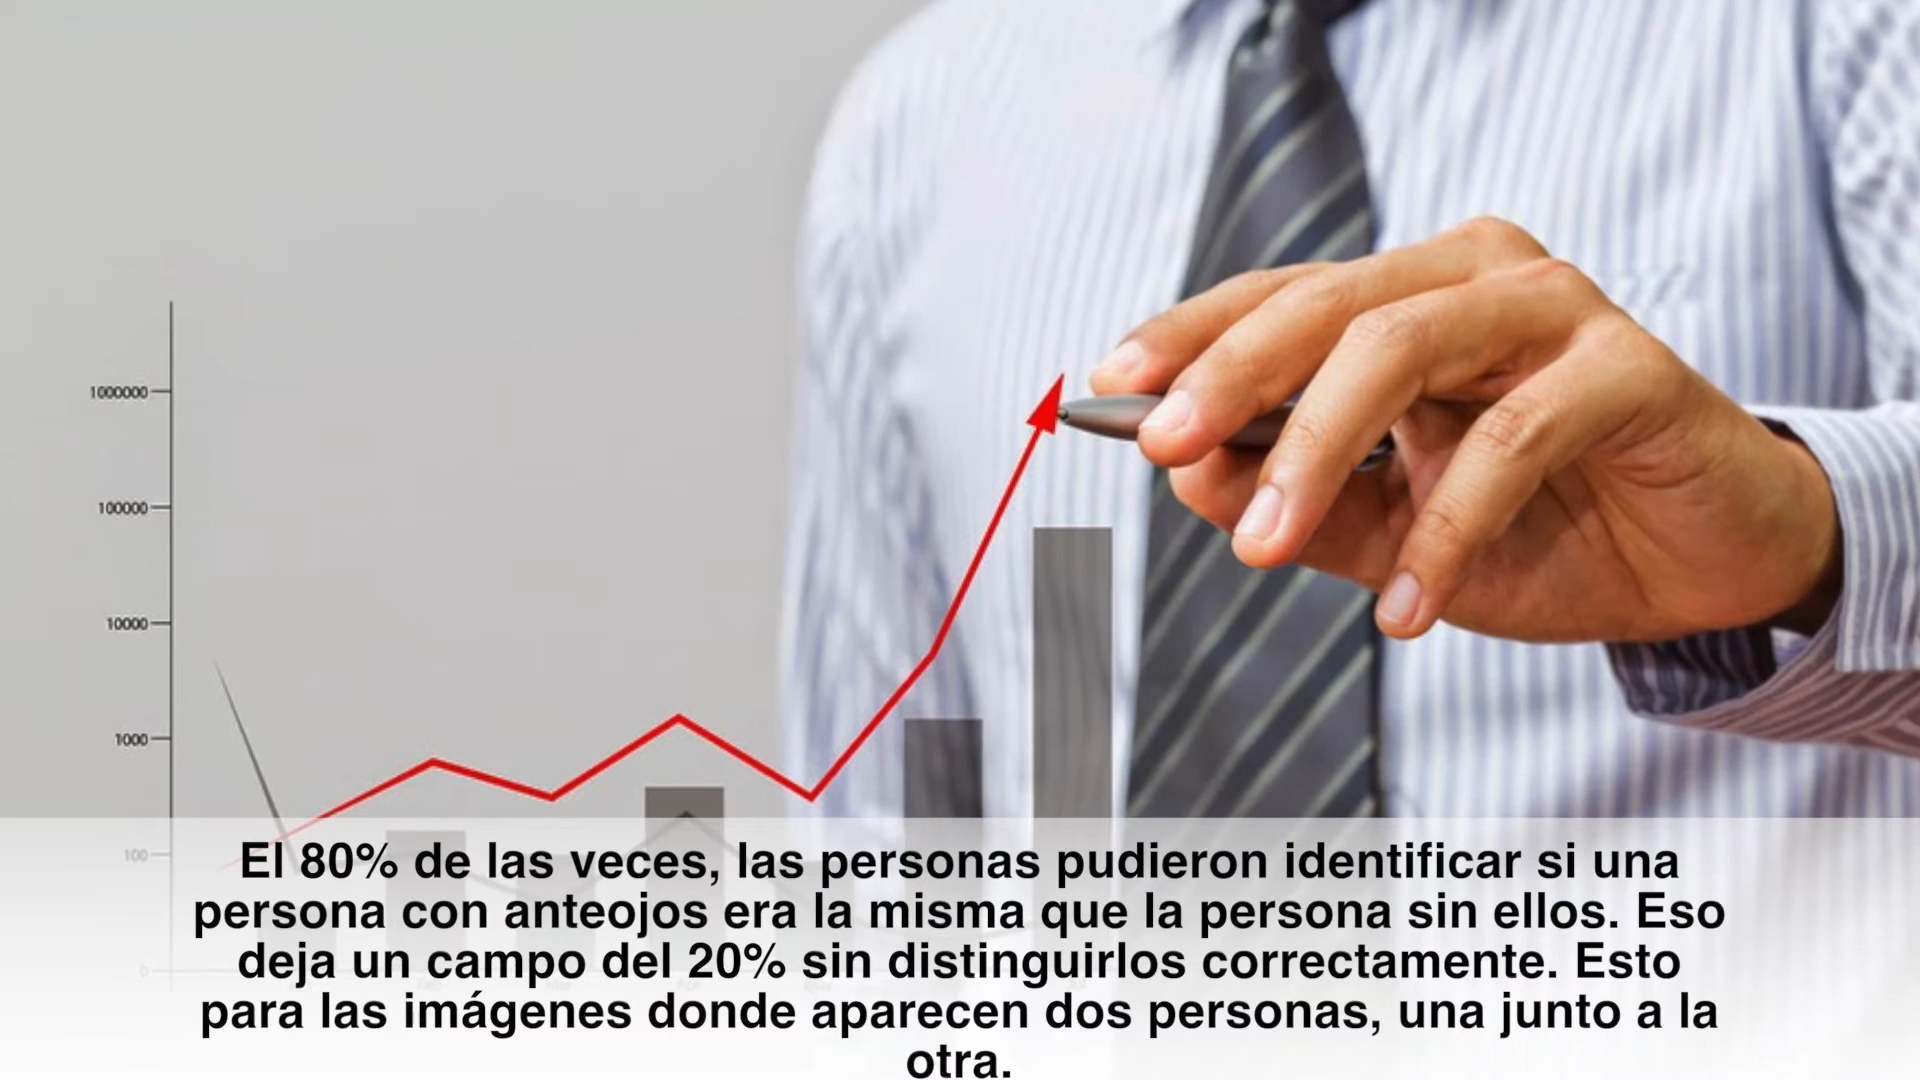 1000000
100000
10000
1000
100
0
El 80% de las veces, las personas pudieron identificar si una
persona con anteojos era la misma que la persona sin ellos. Eso
deja un campo del 20% sin distinguirlos correctamente. Esto
para las imágenes donde aparecen dos personas, una junto a la
otra.